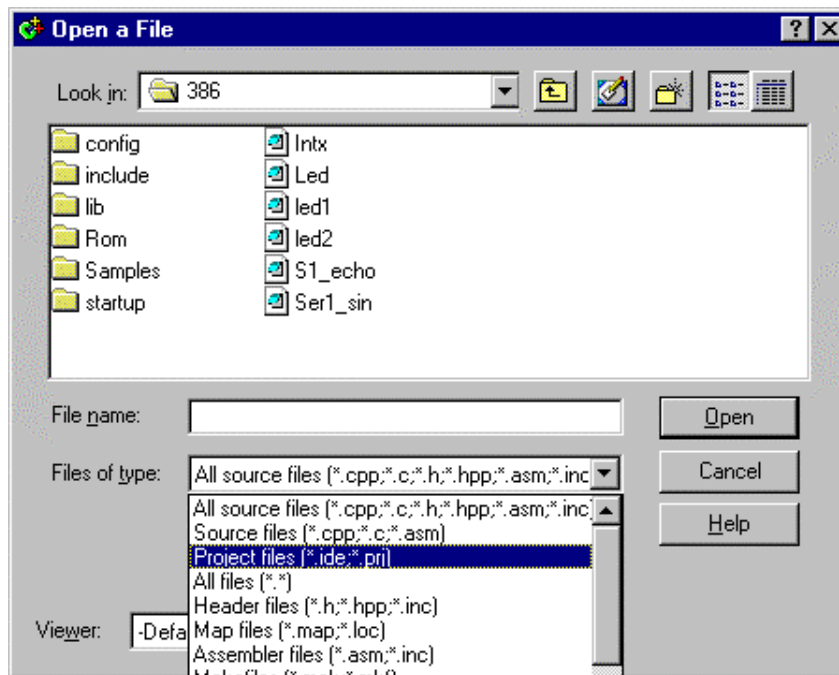 Open a File
Look in: 386
config
include
lib
Rom
Samples
startup
Intx
Led
led1
led2
S1_echo
Ser1_sin
File name:
Open
Files of type: All source files (*.cpp;*.c;*.h;*.hpp;*.asm;*.inc
Cancel
All source files (*.cpp;*.c;*.h;*.hpp;*.asm;*.inc)
Source files (*.cpp;*.c;*.asm)
Help
Project files (*.ide;*.prj)
All files (*.*)
Header files (*.h;*.hpp;*.inc)
Viewer: -Defa
Map files (*.map;*.loc)
Assembler files (*.asm;*.inc)